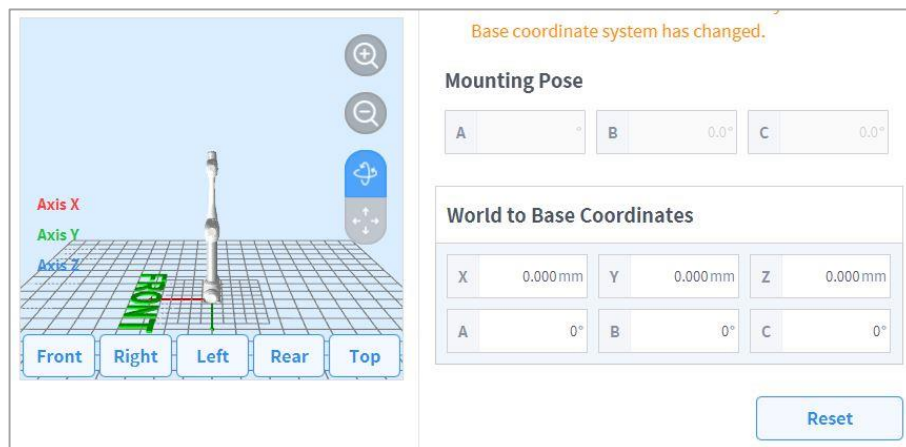 Base coordinate system has changed.
Mounting Pose
A ° B 0.0° C 0.0°
World to Base Coordinates
X 0.000 mm Y 0.000 mm Z 0.000 mm
A 0° B 0° C 0°
Reset
Axis X
Axis Y
Axis Z
FRONT
Front Right Left Rear Top